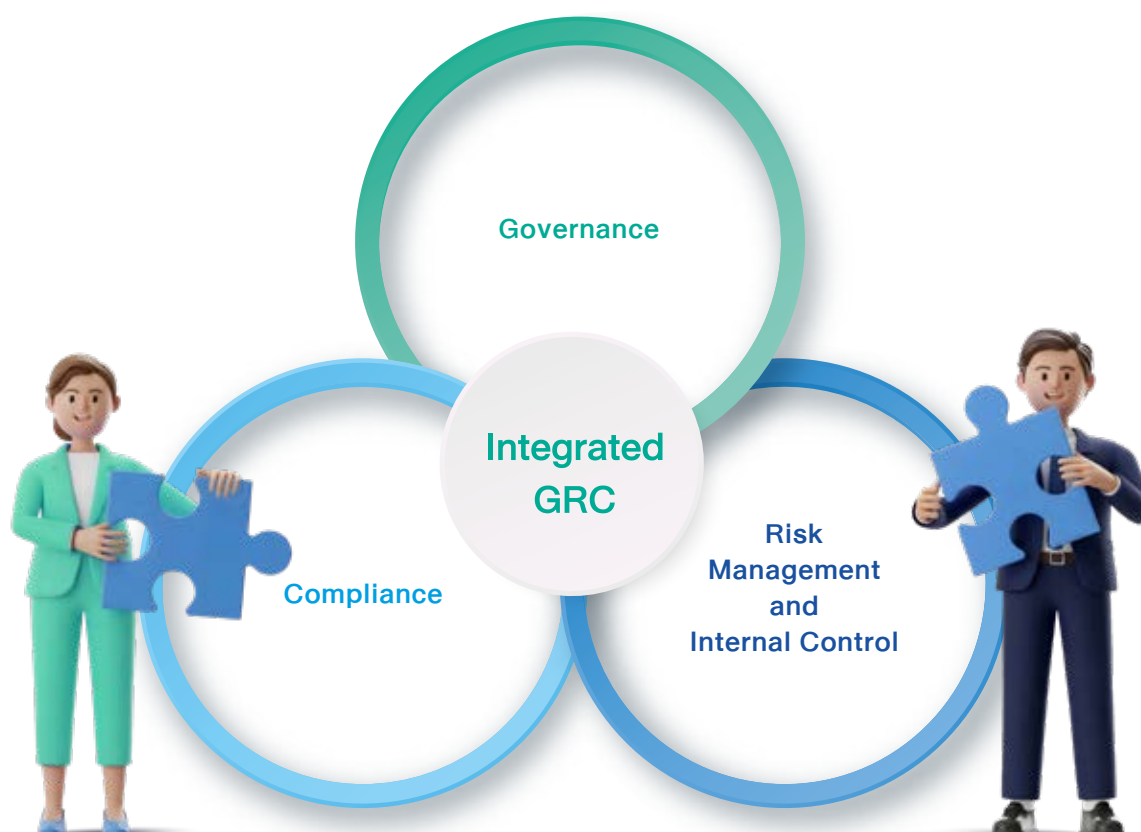 Governance
Integrated
GRC
Compliance
Risk
Management
and
Internal Control